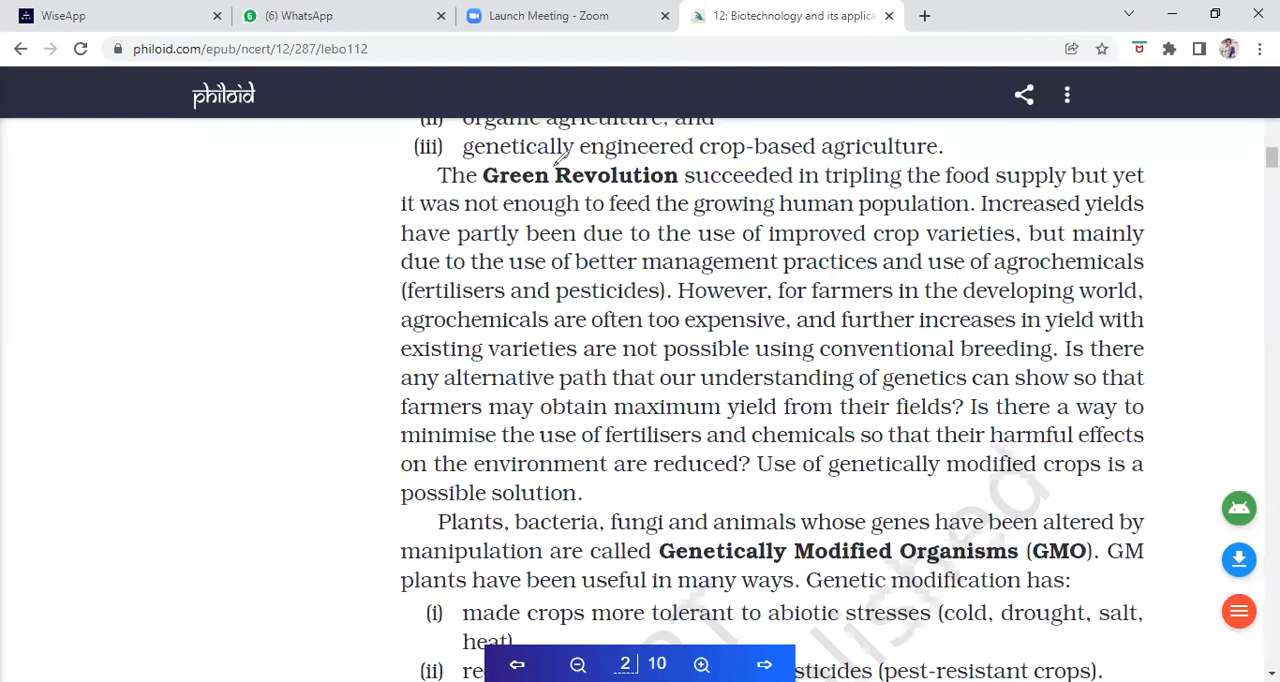 WiseApp
6 (6) WhatsApp
Launch Meeting - Zoom
12: Biotechnology and its applica
philoid.com/epub/ncert/12/287/lebo112
philoid
(ii) organic agriculture, and
(iii) genetically engineered crop-based agriculture.
The Green Revolution succeeded in tripling the food supply but yet
it was not enough to feed the growing human population. Increased yields
have partly been due to the use of improved crop varieties, but mainly
due to the use of better management practices and use of agrochemicals
(fertilisers and pesticides). However, for farmers in the developing world,
agrochemicals are often too expensive, and further increases in yield with
existing varieties are not possible using conventional breeding. Is there
any alternative path that our understanding of genetics can show so that
farmers may obtain maximum yield from their fields? Is there a way to
minimise the use of fertilisers and chemicals so that their harmful effects
on the environment are reduced? Use of genetically modified crops is a
possible solution.
Plants, bacteria, fungi and animals whose genes have been altered by
manipulation are called Genetically Modified Organisms (GMO). GM
plants have been useful in many ways. Genetic modification has:
(i) made crops more tolerant to abiotic stresses (cold, drought, salt,
heat)
2 10
(ii) re sticides (pest-resistant crops).